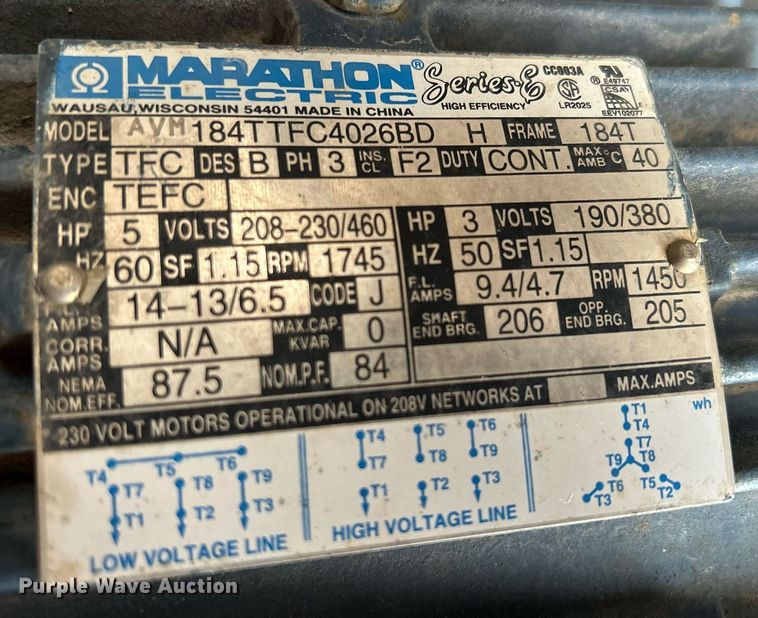 MARATHON® Series-E CC003A
ELECTRIC HIGH EFFICIENCY
® E49747
LR2025
CSA
E
EEV102077
WAUSAU, WISCONSIN 54401 MADE IN CHINA
MODEL AVM 184TTFC4026BD H FRAME 184T
TYPE TFC DES B PH 3 INS. CL F2 DUTY CONT. MAX. AMB °C 40
ENC TEFC
HP 5 VOLTS 208-230/460
HP 3 VOLTS 190/380
HZ 60 SF 1.15 RPM 1745
HZ 50 SF 1.15
F.L. AMPS 14-13/6.5 CODE J
F.L. AMPS 9.4/4.7 RPM 1450
CORR. AMPS N/A MAX.CAP. KVAR 0
SHAFT END BRG. 206 OPP. END BRG. 205
NEMA NOM.EFF. 87.5 NOM.P.F. 84
230 VOLT MOTORS OPERATIONAL ON 208V NETWORKS AT MAX.AMPS
T4 T5 T6
T7 T8 T9
T1 T2 T3
LOW VOLTAGE LINE
T4 T5 T6
T7 T8 T9
T1 T2 T3
HIGH VOLTAGE LINE
T1 wh
T4
T7
T9 T8
T6 T5
T3 T2
Purple Wave Auction